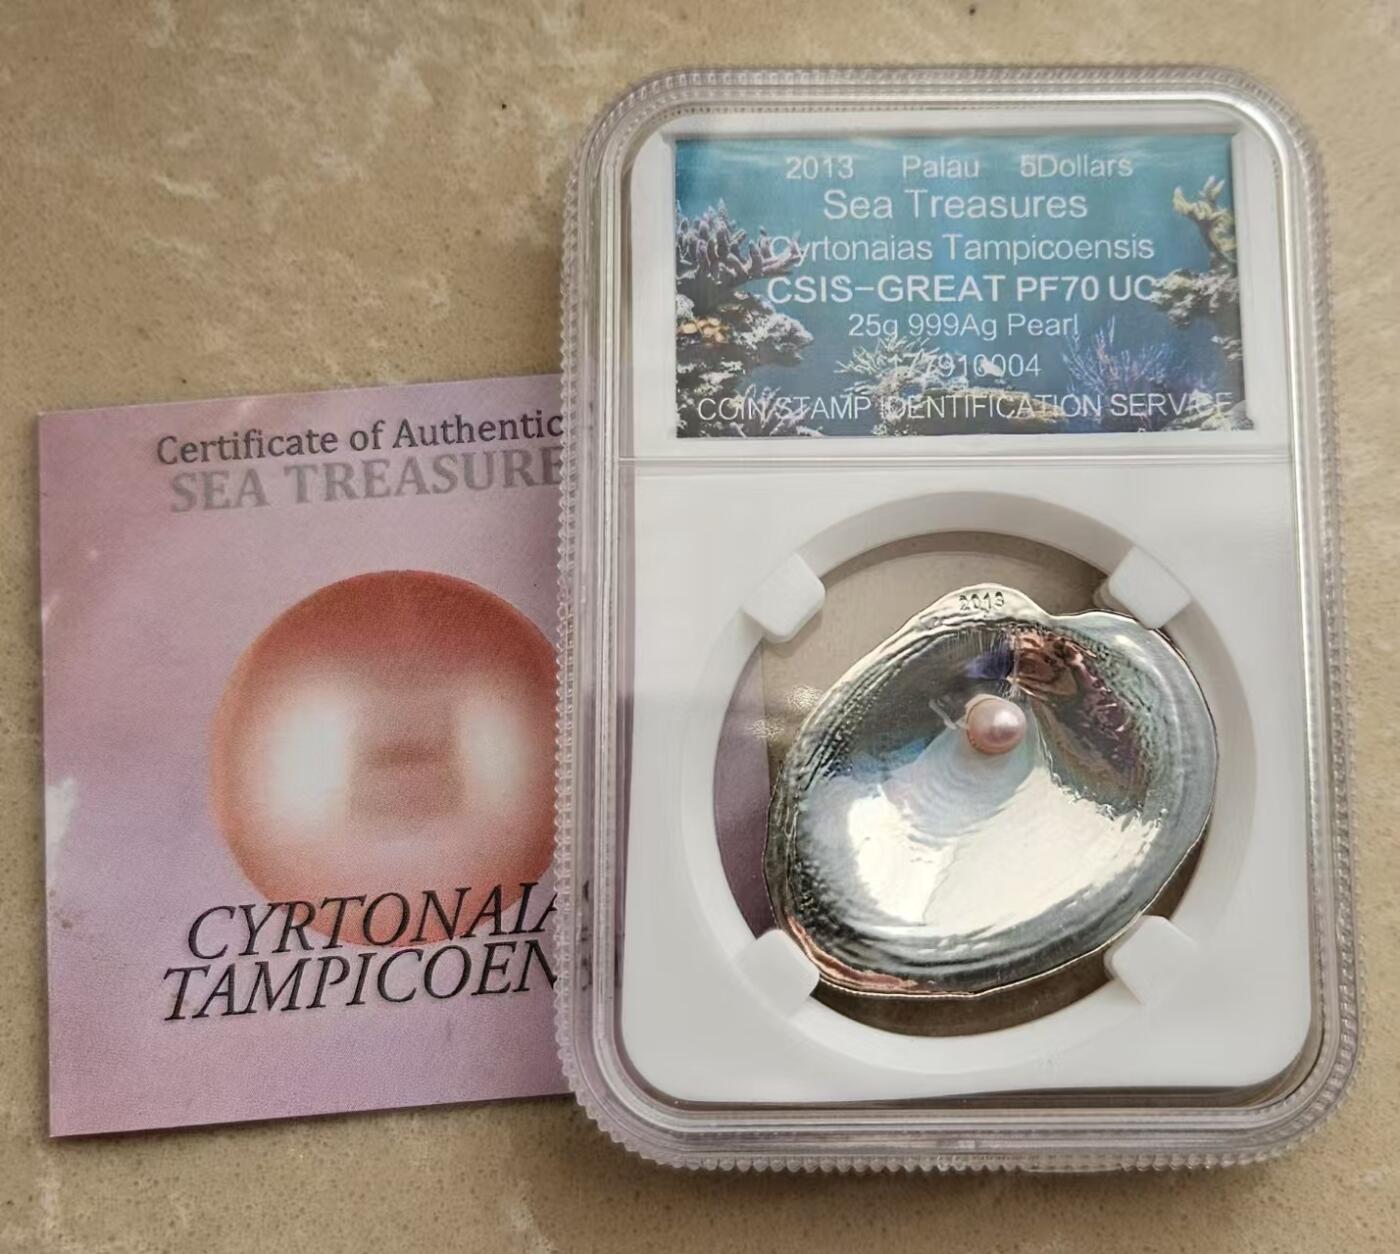 Certificate of Authentic
SEA TREASURE
CYRTONAIA
TAMPICOEN
2013 Palau 5Dollars
Sea Treasures
Cyrtonaias Tampicoensis
CSIS-GREAT PF70 UC
25g 999Ag Pearl
177910004
COIN STAMP IDENTIFICATION SERVICE
2013